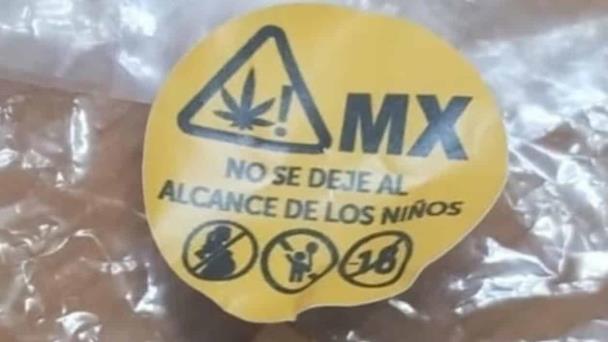 ! MX
NO SE DEJE AL
ALCANCE DE LOS NIÑOS
-18